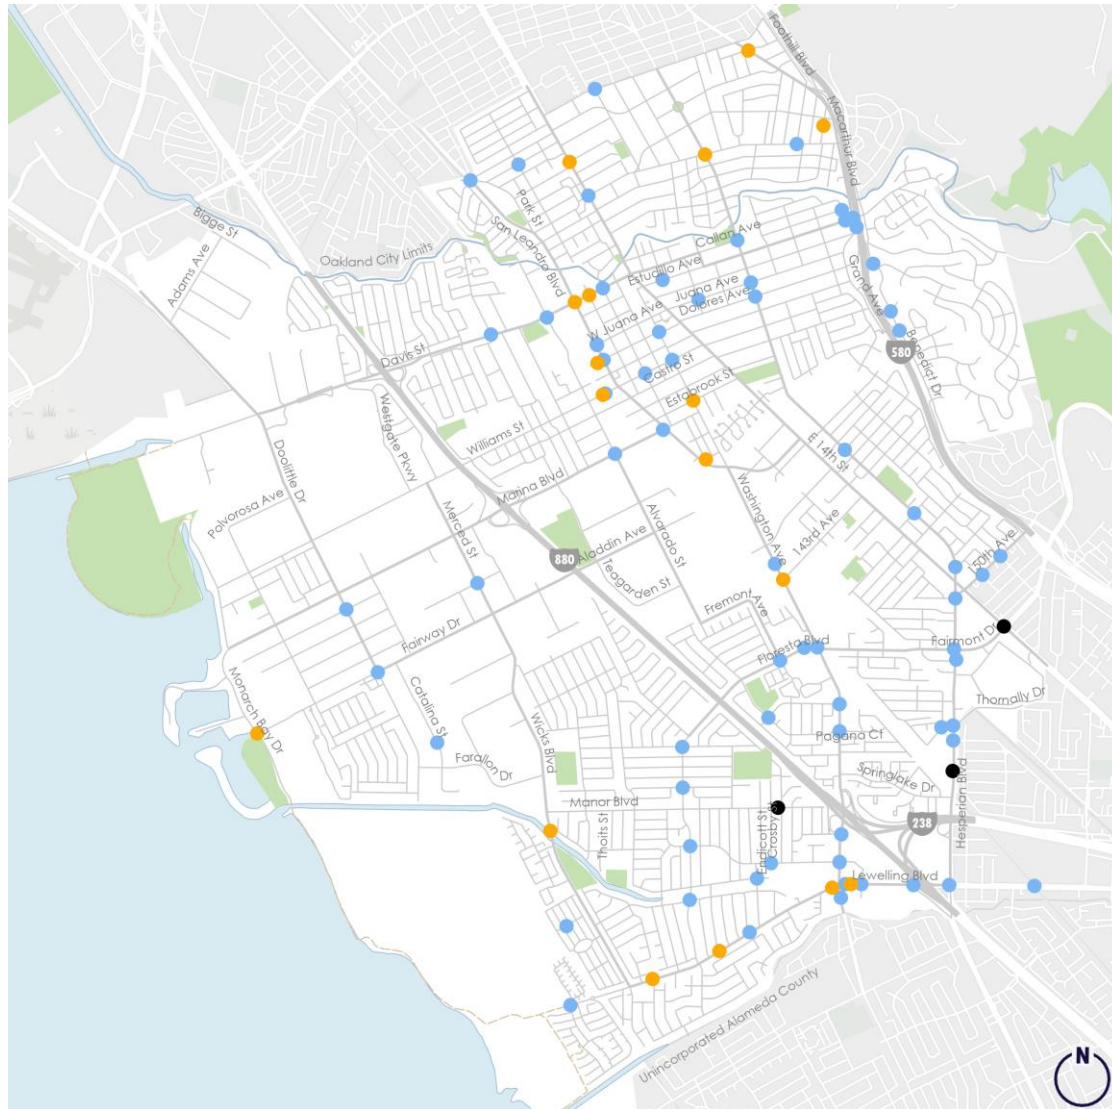 Foothill Blvd
Macarthur Blvd
Park St
Bigge St
San Leandro Blvd
Callan Ave
Oakland City Limits
Adams Ave
Estudillo Ave
Grand Ave
Juana Ave
Dolores Ave
W Juana Ave
Davis St
580
Benedict Dr
Castro St
Estabrook St
Westgate Pkwy
Williams St
E 14th St
Doolittle Dr
Marina Blvd
Polvorosa Ave
Merced St
Alvarado St
Washington Ave
143rd Ave
880
Aladdin Ave
150th Ave
Teagarden St
Fremont Ave
Fairway Dr
Floresta Blvd
Fairmont Dr
Monarch Bay Dr
Catalina St
Thornally Dr
Wicks Blvd
Pagano Ct
Farallon Dr
Springlake Dr
Manor Blvd
Hesperian Blvd
238
Thoits St
Endicott St
Crosby St
Lewelling Blvd
Unincorporated Alameda County
N